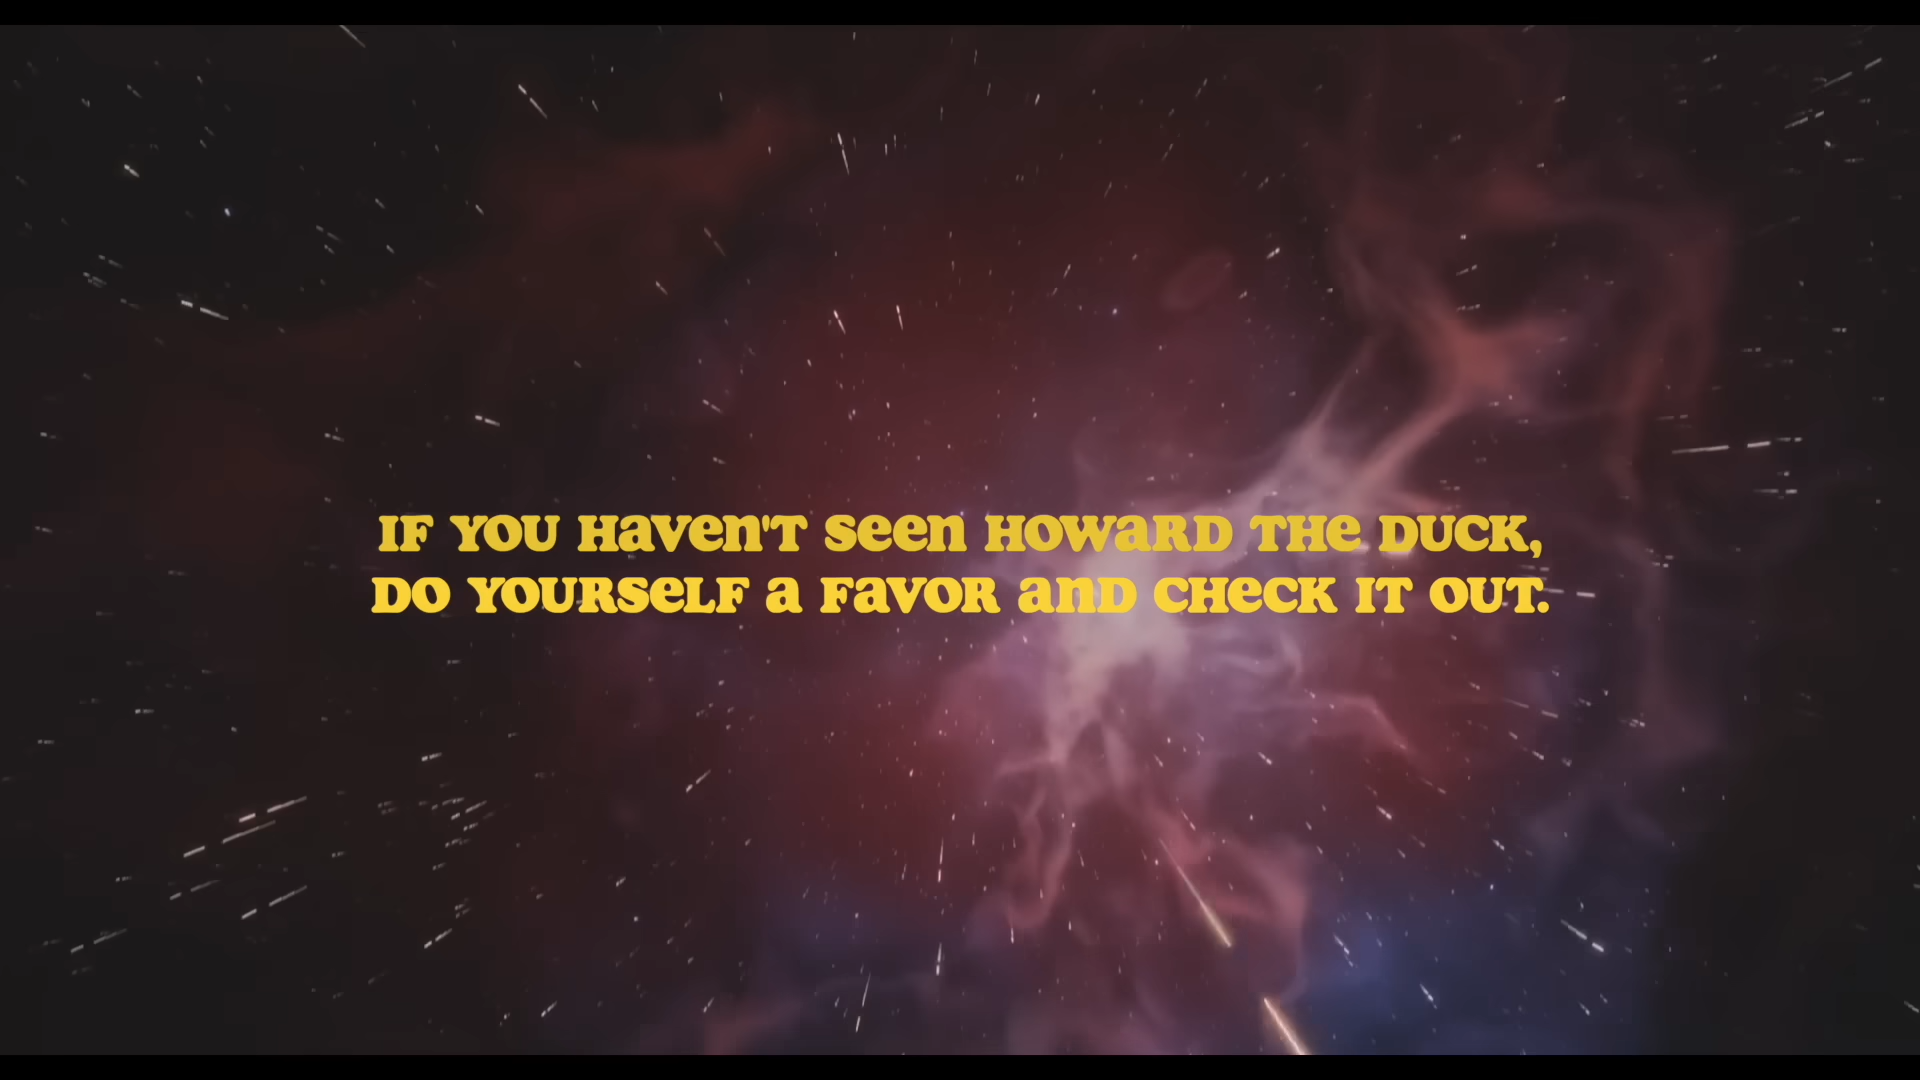 IF YOU Haven'T seen HOWaRD THe DUCK,
DO YOURSeLF a FaVOR anD CHeCK IT OUT.